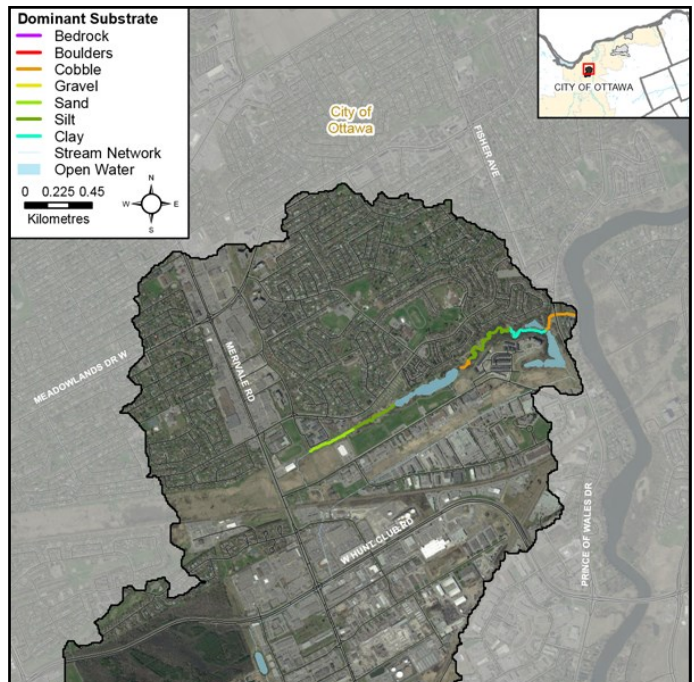 Dominant Substrate
Bedrock
Boulders
Cobble
Gravel
Sand
Silt
Clay
Stream Network
Open Water
0 0.225 0.45
Kilometres
N
W E
S
CITY OF OTTAWA
City of
Ottawa
FISHER AVE
MEADOWLANDS DR W
MERIVALE RD
W HUNT CLUB RD
PRINCE OF WALES DR